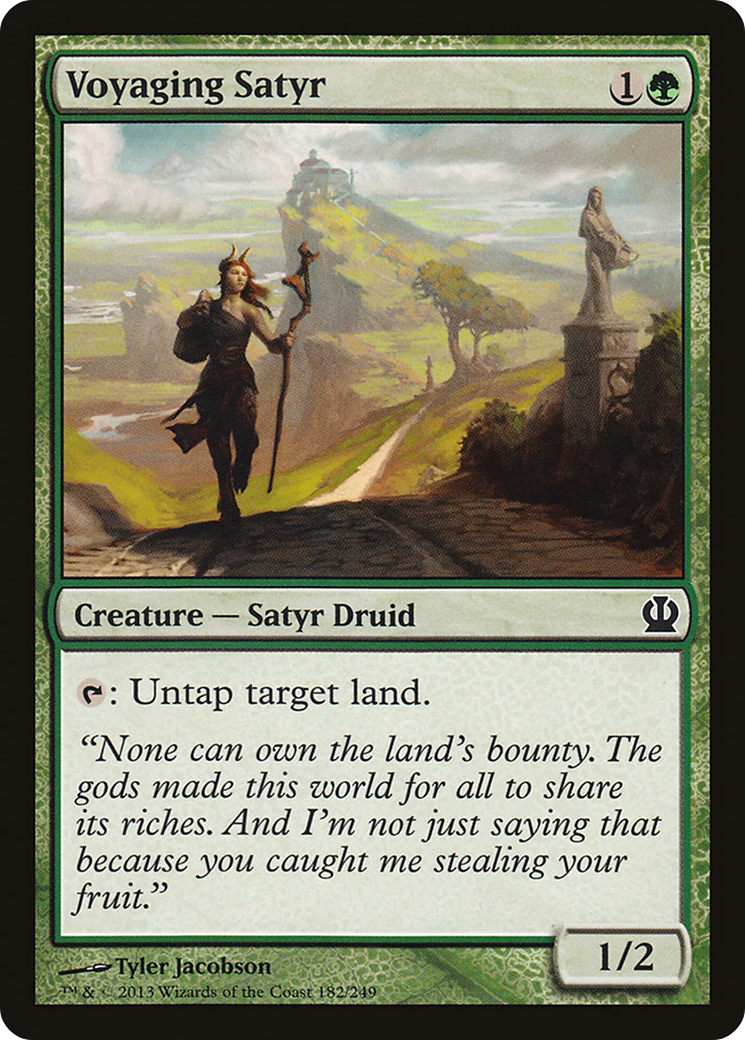 Voyaging Satyr 1
Creature — Satyr Druid
: Untap target land.
“None can own the land’s bounty. The
gods made this world for all to share
its riches. And I’m not just saying that
because you caught me stealing your
fruit.”
1/2
Tyler Jacobson
™ & © 2013 Wizards of the Coast 182/249